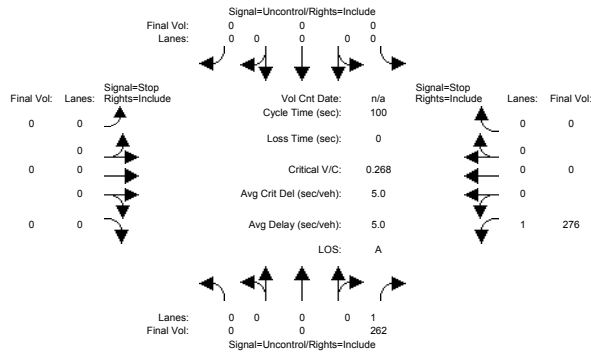 Signal=Uncontrol/Rights=Include
Final Vol: 0 0 0
Lanes: 0 0 0 0 0
Signal=Stop
Final Vol: Lanes: Rights=Include
Vol Cnt Date: n/a
Signal=Stop
Rights=Include Lanes: Final Vol:
Cycle Time (sec): 100
0 0
0 0
Loss Time (sec): 0
0
0
0 0
Critical V/C: 0.268
0 0
0
Avg Crit Del (sec/veh): 5.0
0
0 0
Avg Delay (sec/veh): 5.0
1 276
LOS: A
Lanes: 0 0 0 0 1
Final Vol: 0 0 262
Signal=Uncontrol/Rights=Include